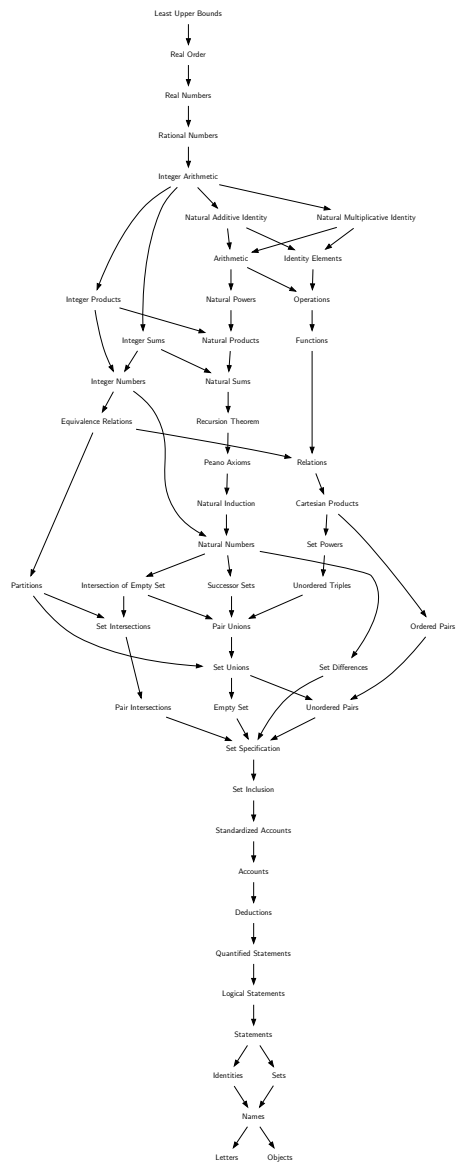 Least Upper Bounds
Real Order
Real Numbers
Rational Numbers
Integer Arithmetic
Natural Additive Identity
Natural Multiplicative Identity
Arithmetic
Identity Elements
Integer Products
Natural Powers
Operations
Integer Sums
Natural Products
Functions
Integer Numbers
Natural Sums
Equivalence Relations
Recursion Theorem
Peano Axioms
Relations
Natural Induction
Cartesian Products
Natural Numbers
Set Powers
Partitions
Intersection of Empty Set
Successor Sets
Unordered Triples
Set Intersections
Pair Unions
Ordered Pairs
Set Unions
Set Differences
Pair Intersections
Empty Set
Unordered Pairs
Set Specification
Set Inclusion
Standardized Accounts
Accounts
Deductions
Quantified Statements
Logical Statements
Statements
Identities
Sets
Names
Letters
Objects